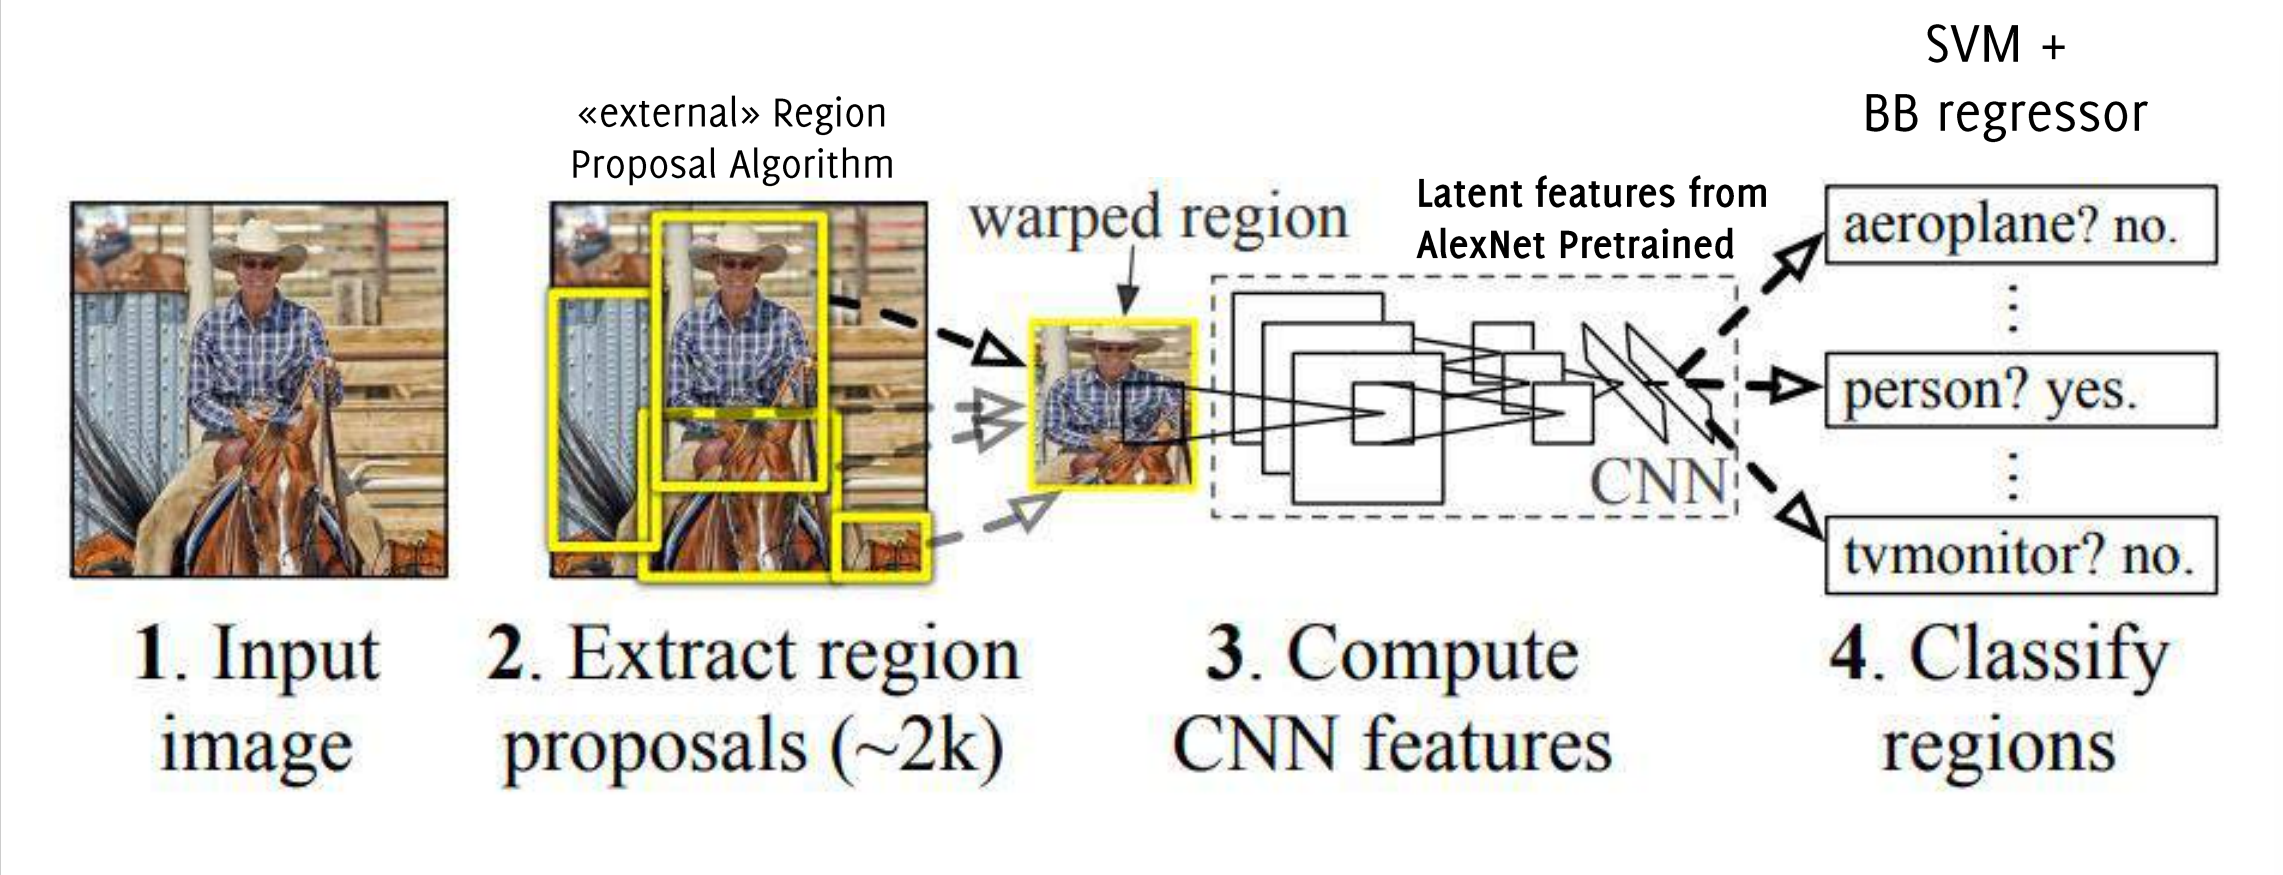 SVM +
BB regressor
«external» Region
Proposal Algorithm
warped region
Latent features from
AlexNet Pretrained
aeroplane? no.
person? yes.
CNN
tvmonitor? no.
1. Input
image
2. Extract region
proposals (~2k)
3. Compute
CNN features
4. Classify
regions